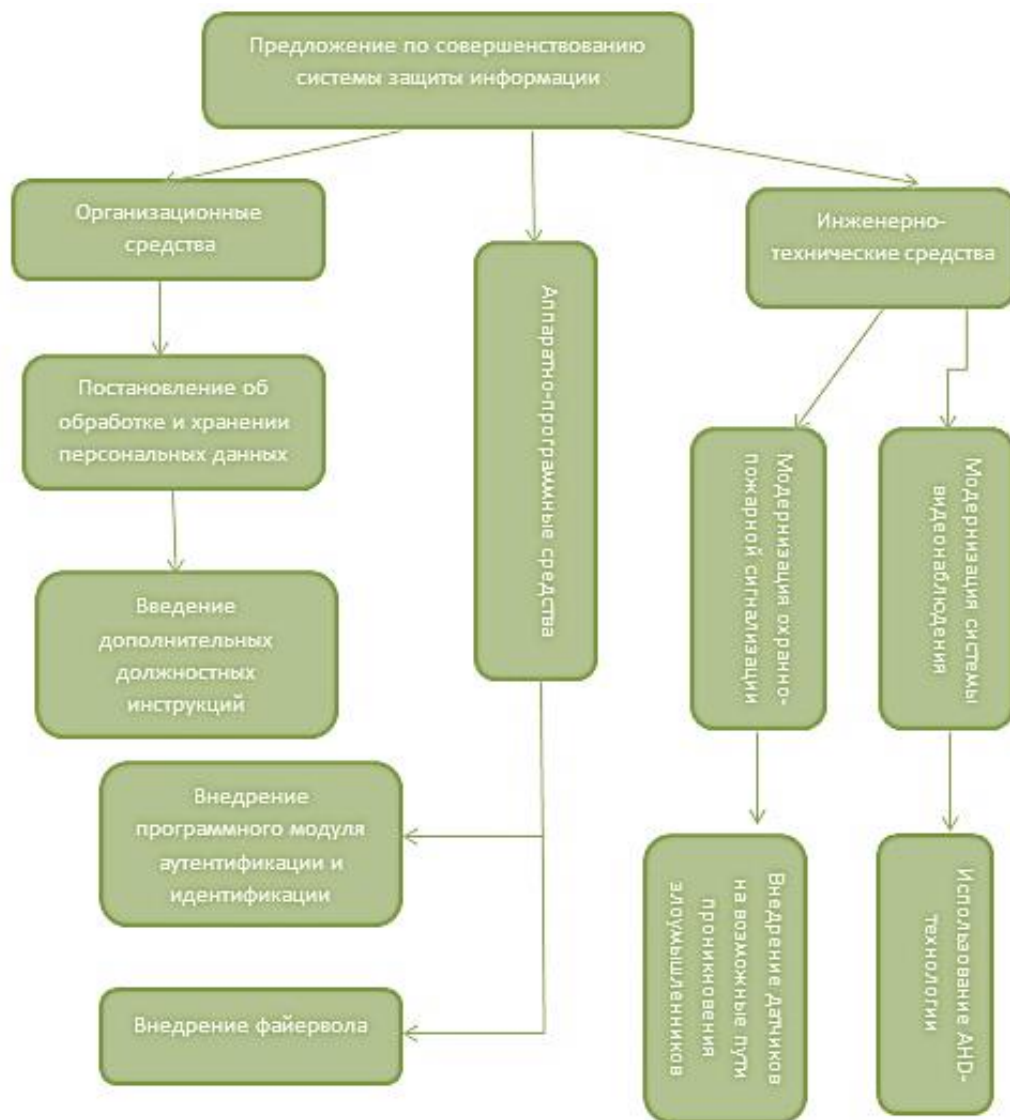 Предложение по совершенствованию
системы защиты информации
Организационные
средства
Инженерно-
технические средства
Аппаратно-программные средства
Постановление об
обработке и хранении
персональных данных
Модернизация охранно-
пожарной сигнализации
Модернизация системы
видеонаблюдения
Введение
дополнительных
должностных
инструкций
Внедрение
программного модуля
аутентификации и
идентификации
Внедрение файервола
Внедрение датчиков
на возможные пути
проникновения
злоумышленников
Использование AHD-
технологии